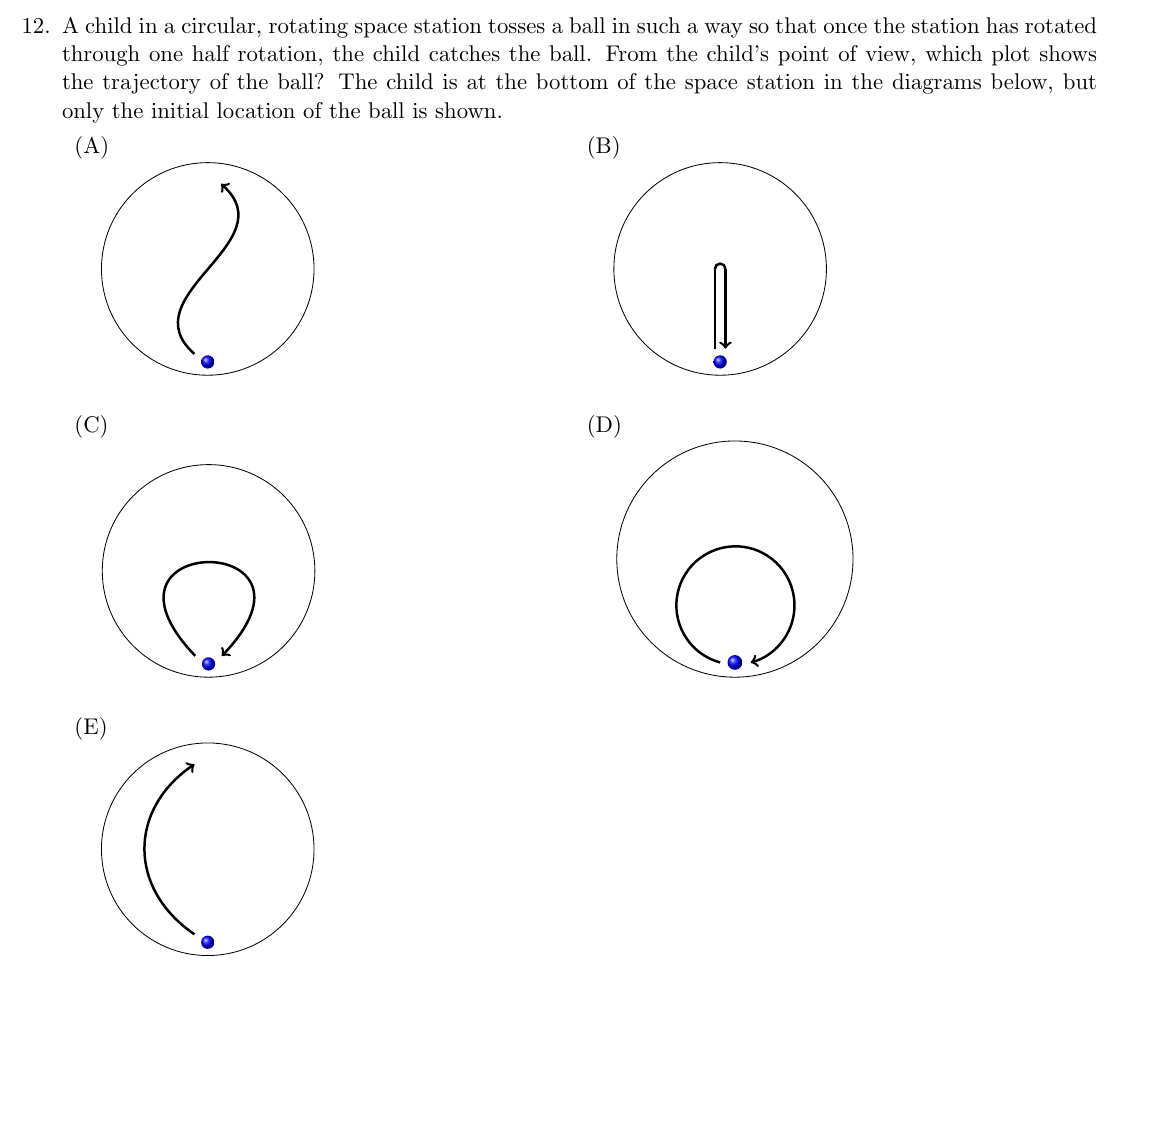 12. A child in a circular, rotating space station tosses a ball in such a way so that once the station has rotated
through one half rotation, the child catches the ball. From the child's point of view, which plot shows
the trajectory of the ball? The child is at the bottom of the space station in the diagrams below, but
only the initial location of the ball is shown.
(A)
(B)
(C)
(D)
(E)